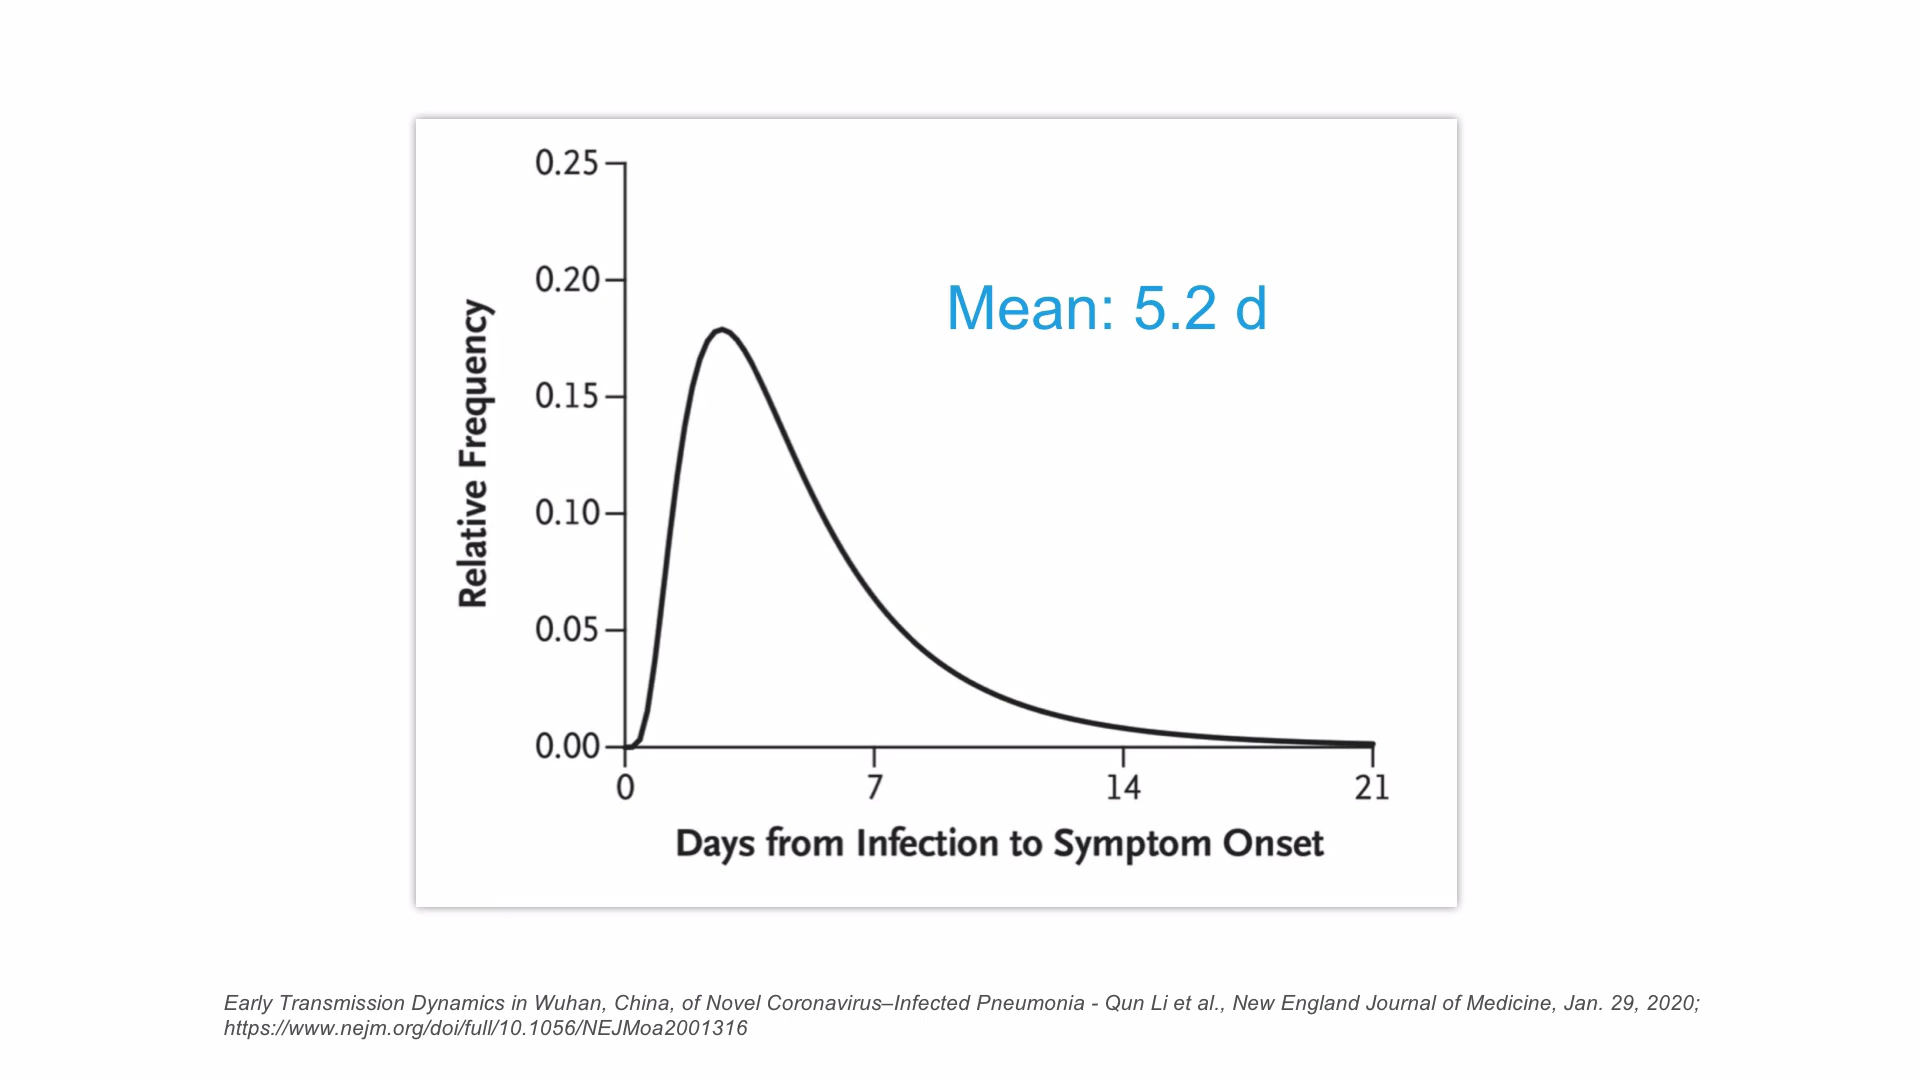 0.25
0.20
Mean: 5.2 d
0.15
0.10
0.05
0.00
Relative Frequency
0 7 14 21
Days from Infection to Symptom Onset
Early Transmission Dynamics in Wuhan, China, of Novel Coronavirus–Infected Pneumonia - Qun Li et al., New England Journal of Medicine, Jan. 29, 2020;
https://www.nejm.org/doi/full/10.1056/NEJMoa2001316